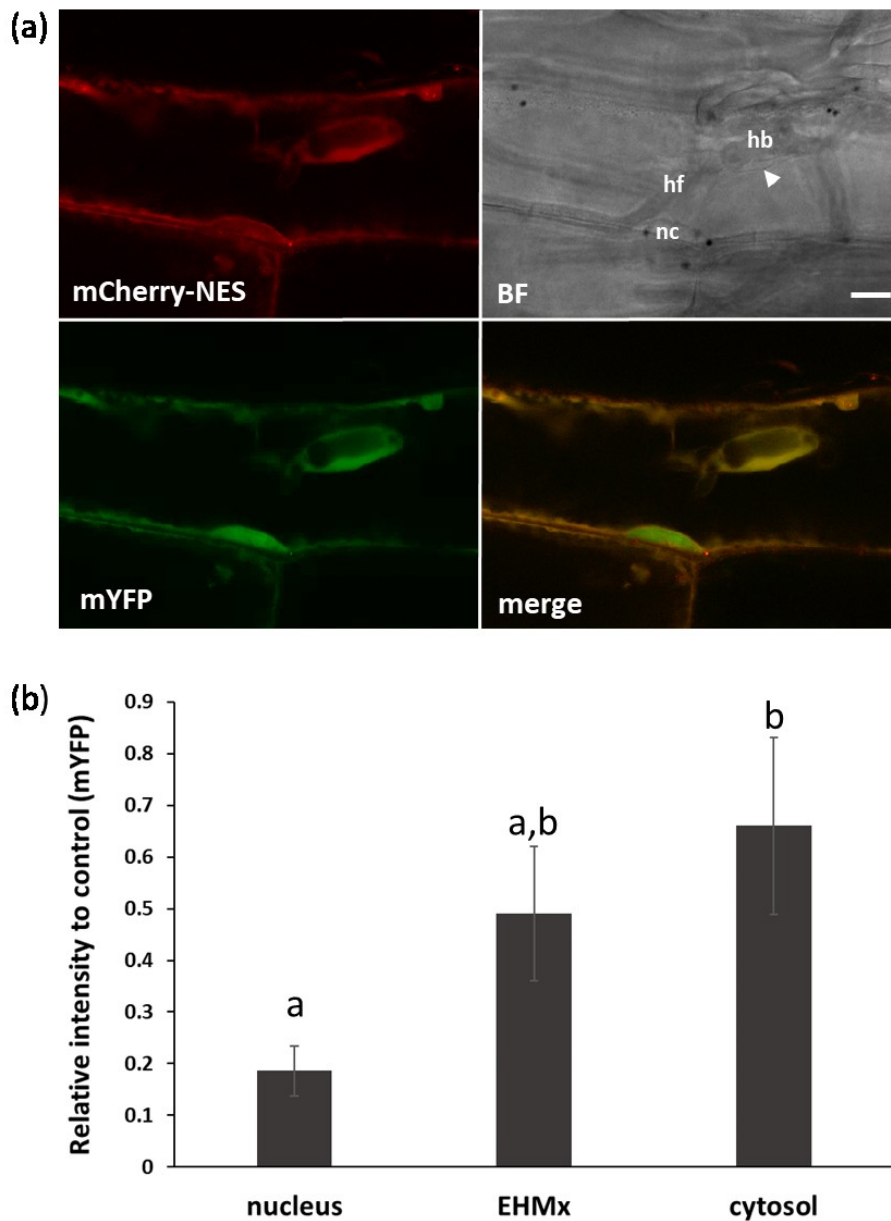 (a)
mCherry-NES
hb
hf
nc
BF
mYFP
merge
(b)
Relative intensity to control (mYFP)
0.9
0.8
0.7
0.6
0.5
0.4
0.3
0.2
0.1
0
a
a,b
b
nucleus
EHMx
cytosol